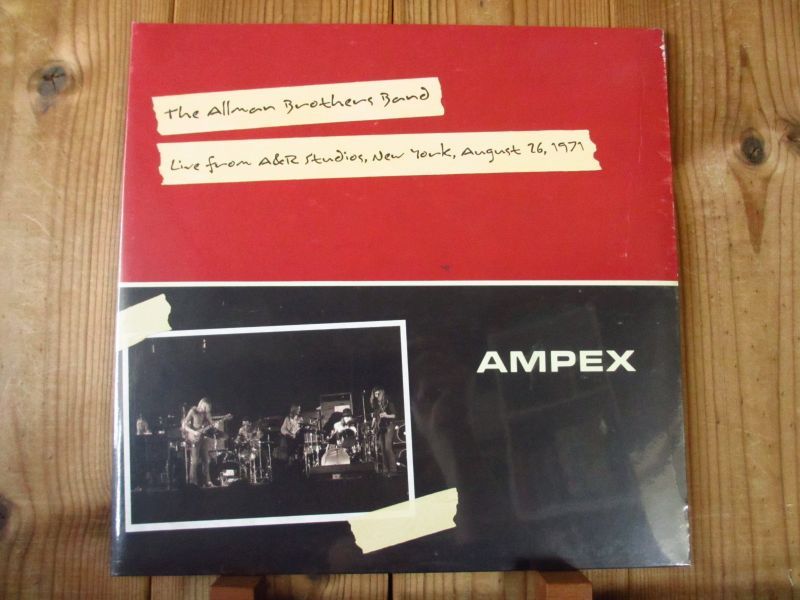 The Allman Brothers Band
Live from A&R Studios, New York, August 26, 1971
AMPEX